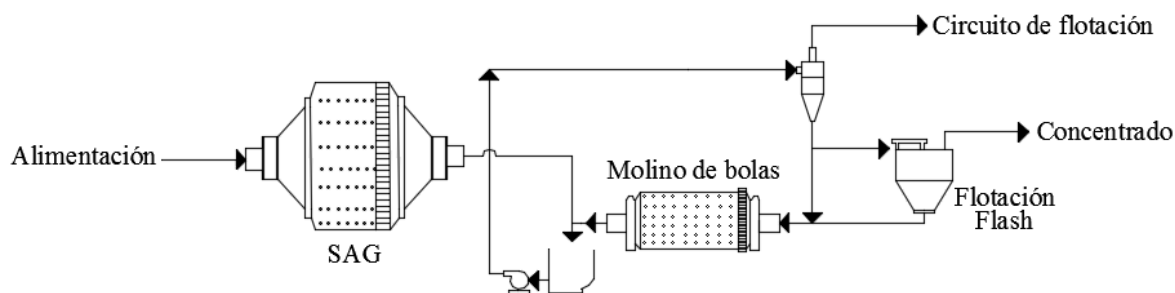 Circuito de flotación
Alimentación
Concentrado
Molino de bolas
Flotación
Flash
SAG